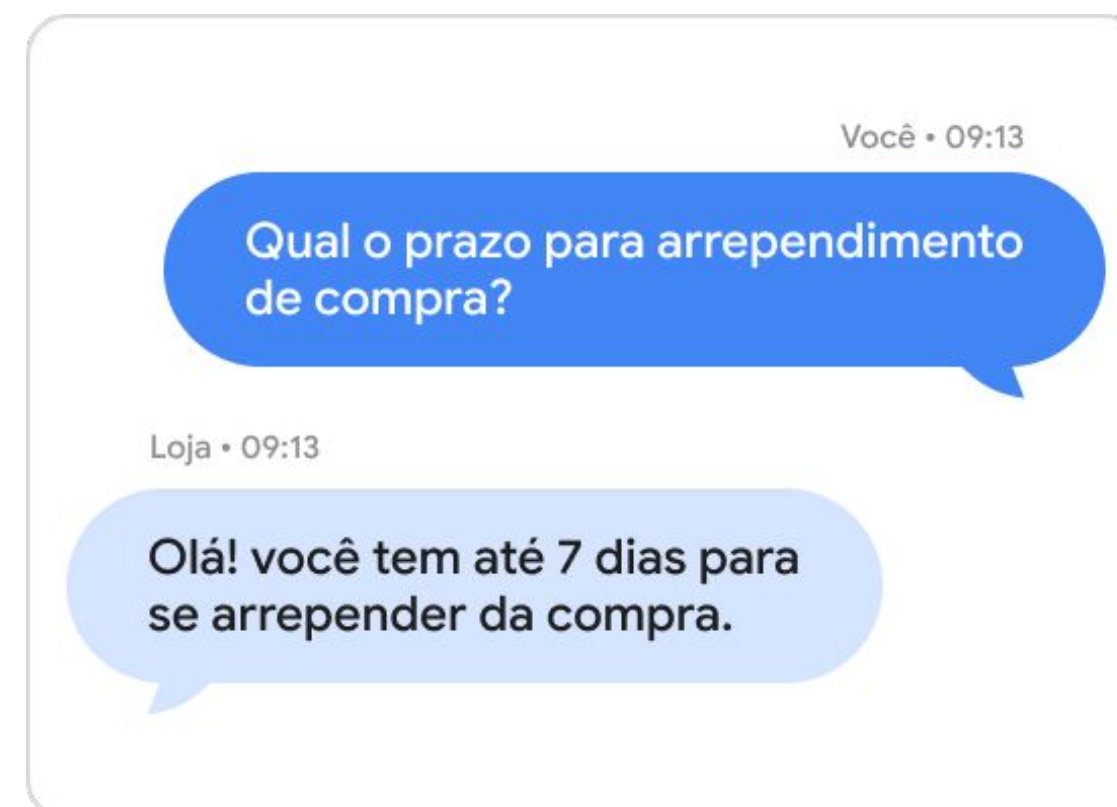 Você • 09:13
Qual o prazo para arrependimento
de compra?
Loja • 09:13
Olá! você tem até 7 dias para
se arrepender da compra.